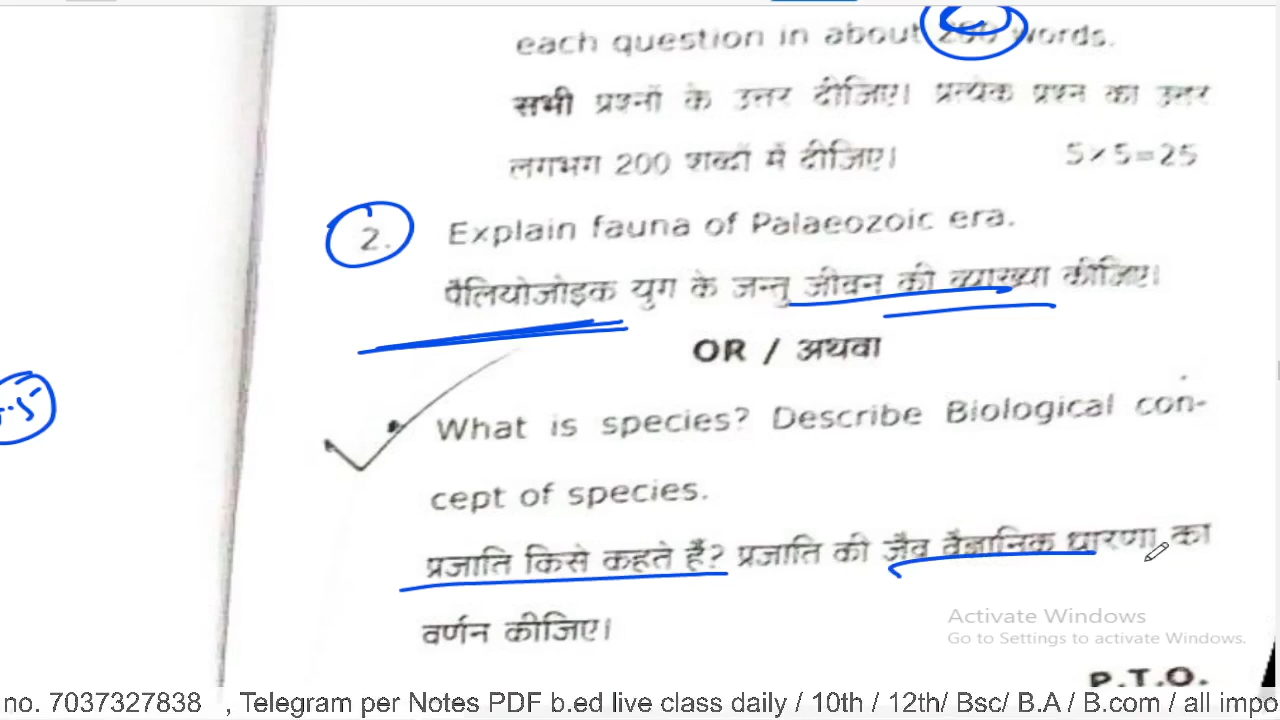 each question in about 200 words.
सभी प्रश्नों के उत्तर दीजिए। प्रत्येक प्रश्न का उत्तर
लगभग 200 शब्दों में दीजिए। 5×5=25
2. Explain fauna of Palaeozoic era.
पैलियोजोइक युग के जन्तु जीवन की व्याख्या कीजिए।
OR / अथवा
What is species? Describe Biological con-
cept of species.
प्रजाति किसे कहते हैं? प्रजाति की जैव वैज्ञानिक धारणा का
वर्णन कीजिए।
Activate Windows
Go to Settings to activate Windows.
P.T.O.
no. 7037327838 , Telegram per Notes PDF b.ed live class daily / 10th / 12th/ Bsc/ B.A / B.com / all impo